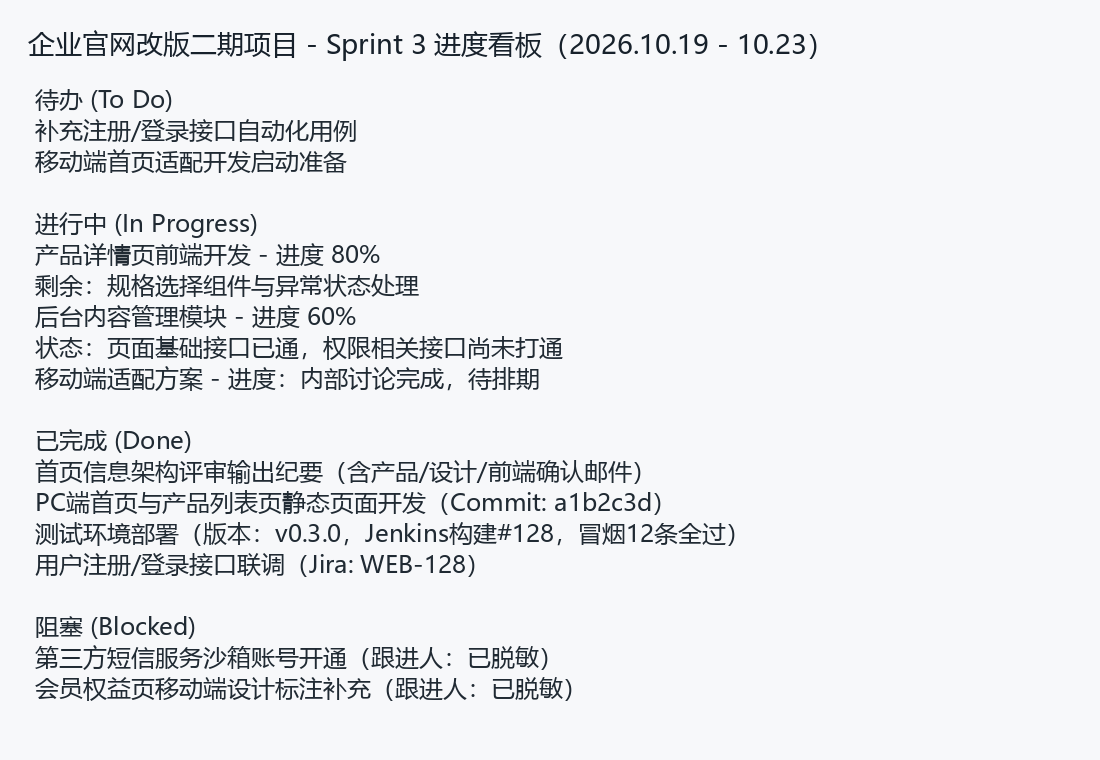 企业官网改版二期项目 - Sprint 3 进度看板（2026.10.19 - 10.23）
待办 (To Do)
补充注册/登录接口自动化用例
移动端首页适配开发启动准备
进行中 (In Progress)
产品详情页前端开发 - 进度 80%
剩余：规格选择组件与异常状态处理
后台内容管理模块 - 进度 60%
状态：页面基础接口已通，权限相关接口尚未打通
移动端适配方案 - 进度：内部讨论完成，待排期
已完成 (Done)
首页信息架构评审输出纪要（含产品/设计/前端确认邮件）
PC端首页与产品列表页静态页面开发（Commit: a1b2c3d）
测试环境部署（版本：v0.3.0，Jenkins构建#128，冒烟12条全过）
用户注册/登录接口联调（Jira: WEB-128）
阻塞 (Blocked)
第三方短信服务沙箱账号开通（跟进人：已脱敏）
会员权益页移动端设计标注补充（跟进人：已脱敏）